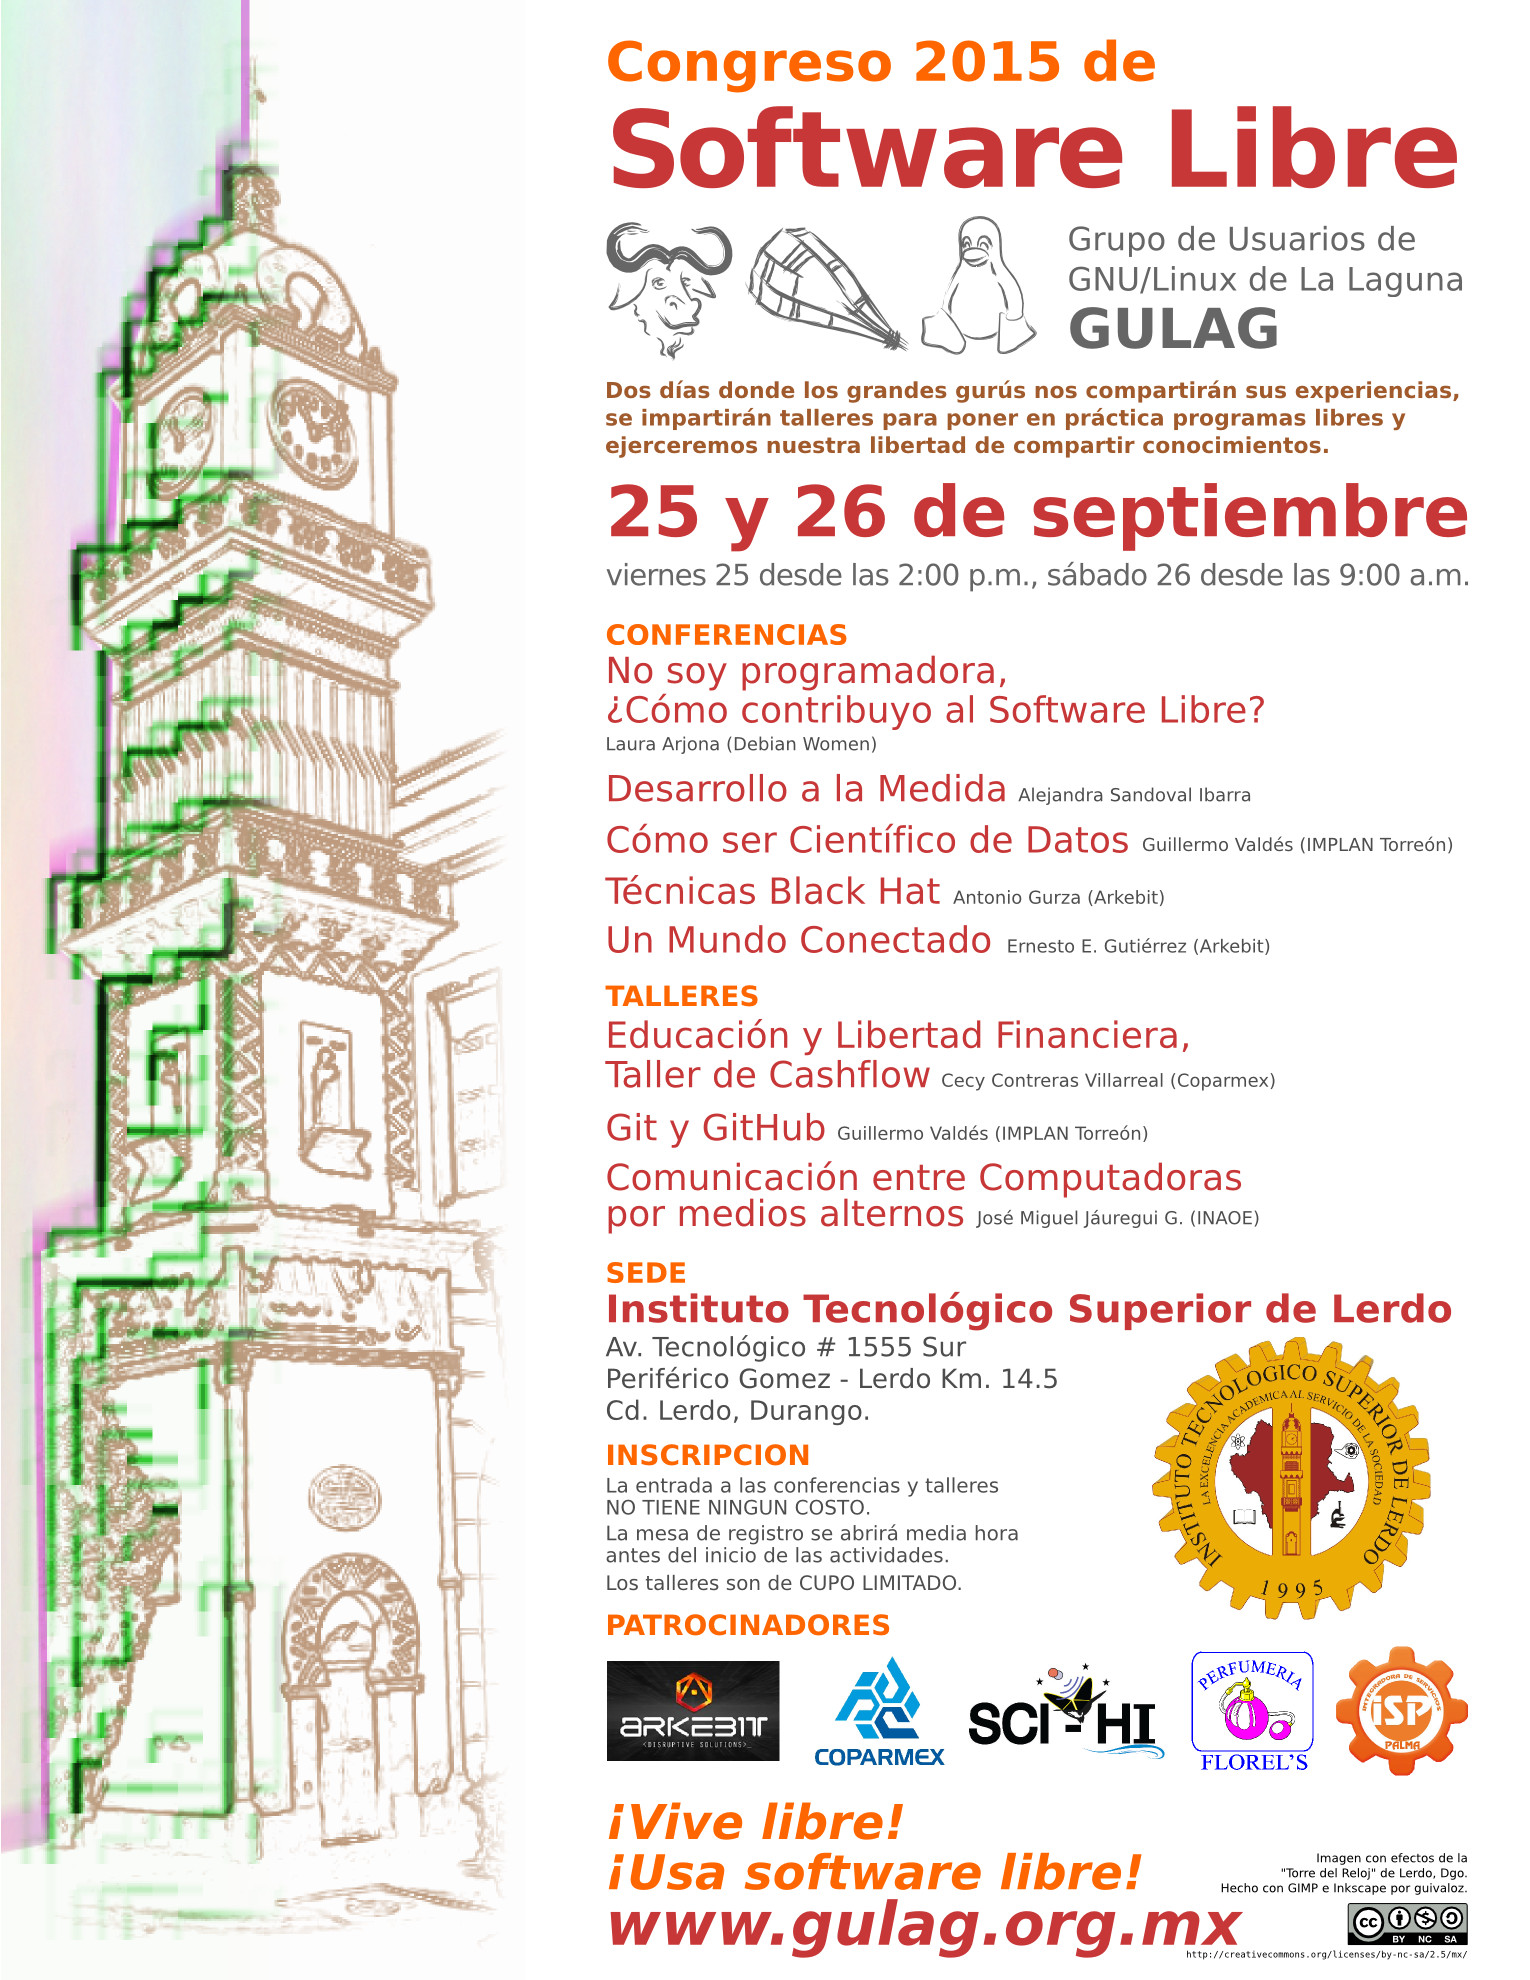 Congreso 2015 de
Software Libre
Grupo de Usuarios de
GNU/Linux de La Laguna
GULAG
Dos días donde los grandes gurús nos compartirán sus experiencias,
se impartirán talleres para poner en práctica programas libres y
ejerceremos nuestra libertad de compartir conocimientos.
25 y 26 de septiembre
viernes 25 desde las 2:00 p.m., sábado 26 desde las 9:00 a.m.
CONFERENCIAS
No soy programadora,
¿Cómo contribuyo al Software Libre?
Laura Arjona (Debian Women)
Desarrollo a la Medida Alejandra Sandoval Ibarra
Cómo ser Científico de Datos Guillermo Valdés (IMPLAN Torreón)
Técnicas Black Hat Antonio Gurza (Arkebit)
Un Mundo Conectado Ernesto E. Gutiérrez (Arkebit)
TALLERES
Educación y Libertad Financiera,
Taller de Cashflow Cecy Contreras Villarreal (Coparmex)
Git y GitHub Guillermo Valdés (IMPLAN Torreón)
Comunicación entre Computadoras
por medios alternos José Miguel Jáuregui G. (INAOE)
SEDE
Instituto Tecnológico Superior de Lerdo
Av. Tecnológico # 1555 Sur
Periférico Gomez - Lerdo Km. 14.5
Cd. Lerdo, Durango.
INSTITUTO TECNOLOGICO SUPERIOR DE LERDO
LA EXCELENCIA ACADEMICA AL SERVICIO DE LA SOCIEDAD
1995
INSCRIPCION
La entrada a las conferencias y talleres
NO TIENE NINGUN COSTO.
La mesa de registro se abrirá media hora
antes del inicio de las actividades.
Los talleres son de CUPO LIMITADO.
PATROCINADORES
ARKEBIT
<DISRUPTIVE SOLUTIONS>_
COPARMEX
SCI-HI
PERFUMERIA
FLOREL'S
INTEGRADORA DE SERVICIOS
iSP
PALMA
¡Vive libre!
¡Usa software libre!
www.gulag.org.mx
Imagen con efectos de la
"Torre del Reloj" de Lerdo, Dgo.
Hecho con GIMP e Inkscape por guivaloz.
cc
BY NC SA
http://creativecommons.org/licenses/by-nc-sa/2.5/mx/